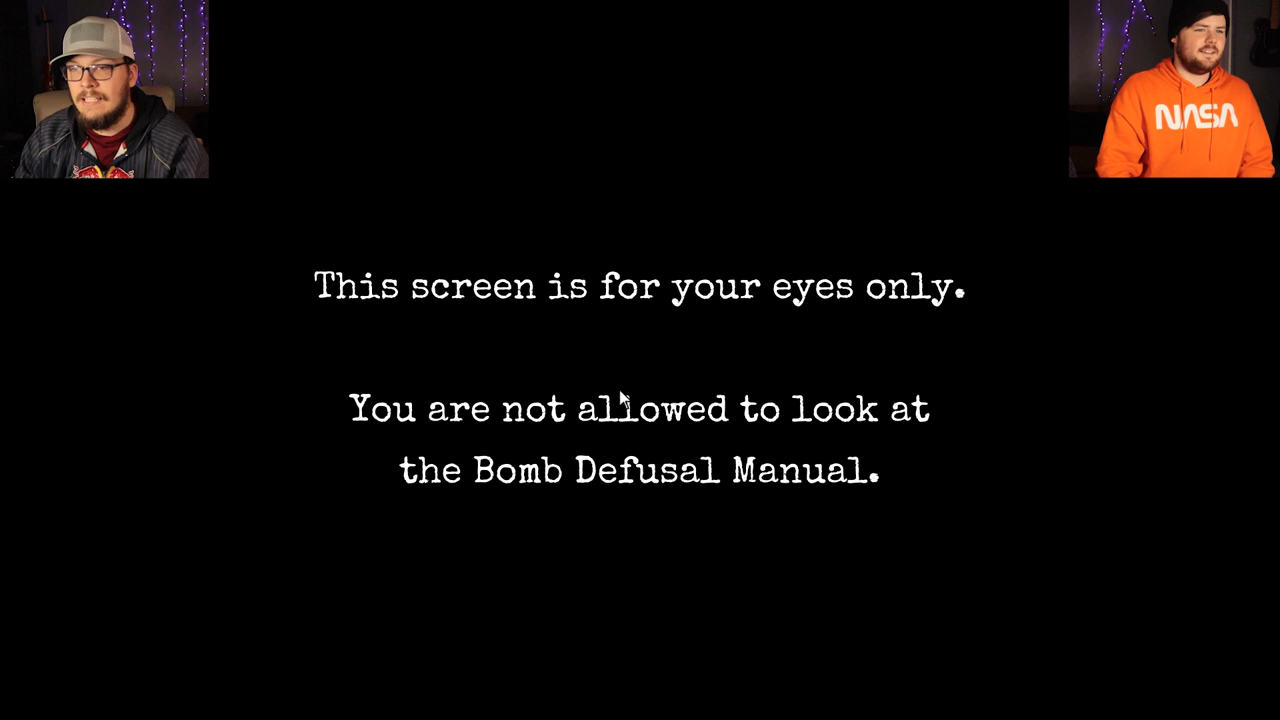 NASA
This screen is for your eyes only.
You are not allowed to look at
the Bomb Defusal Manual.